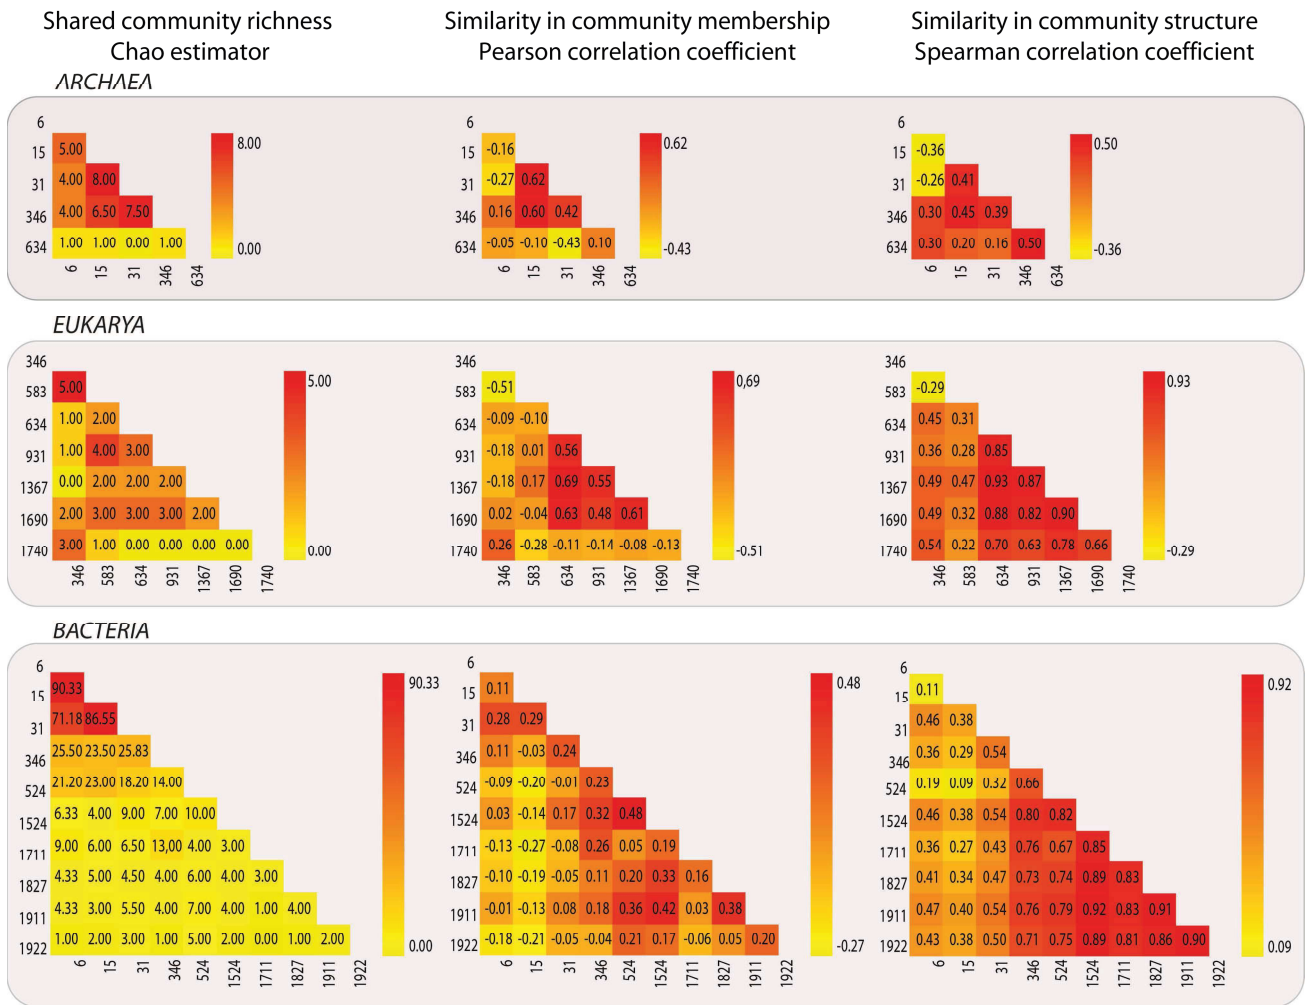 Shared community richness
Chao estimator
Similarity in community membership
Pearson correlation coefficient
Similarity in community structure
Spearman correlation coefficient
ARCHAEA
6
15 5.00
31 4.00 8.00
346 4.00 6.50 7.50
634 1.00 1.00 0.00 1.00
6 15 31 346 634
8.00
0.00
6
15 -0.16
31 -0.27 0.62
346 0.16 0.60 0.42
634 -0.05 -0.10 -0.43 0.10
6 15 31 346 634
0.62
-0.43
6
15 -0.36
31 -0.26 0.41
346 0.30 0.45 0.39
634 0.30 0.20 0.16 0.50
6 15 31 346 634
0.50
-0.36
EUKARYA
346
583 5.00
634 1.00 2.00
931 1.00 4.00 3.00
1367 0.00 2.00 2.00 2.00
1690 2.00 3.00 3.00 3.00 2.00
1740 3.00 1.00 0.00 0.00 0.00 0.00
346 583 634 931 1367 1690 1740
5.00
0.00
346
583 -0.51
634 -0.09 -0.10
931 -0.18 0.01 0.56
1367 -0.18 0.17 0.69 0.55
1690 0.02 -0.04 0.63 0.48 0.61
1740 0.26 -0.28 -0.11 -0.14 -0.08 -0.13
346 583 634 931 1367 1690 1740
0,69
-0.51
346
583 -0.29
634 0.45 0.31
931 0.36 0.28 0.85
1367 0.49 0.47 0.93 0.87
1690 0.49 0.32 0.88 0.82 0.90
1740 0.54 0.22 0.70 0.63 0.78 0.66
346 583 634 931 1367 1690 1740
0.93
-0.29
BACTERIA
6
15 90.33
31 71.18 86.55
346 25.50 23.50 25.83
524 21.20 23.00 18.20 14.00
1524 6.33 4.00 9.00 7.00 10.00
1711 9.00 6.00 6.50 13,00 4.00 3.00
1827 4.33 5.00 4.50 4.00 6.00 4.00 3.00
1911 4.33 3.00 5.50 4.00 7.00 4.00 1.00 4.00
1922 1.00 2.00 3.00 1.00 5.00 2.00 0.00 1.00 2.00
6 15 31 346 524 1524 1711 1827 1911 1922
90.33
0.00
6
15 0.11
31 0.28 0.29
346 0.11 -0.03 0.24
524 -0.09 -0.20 -0.01 0.23
1524 0.03 -0.14 0.17 0.32 0.48
1711 -0.13 -0.27 -0.08 0.26 0.05 0.19
1827 -0.10 -0.19 -0.05 0.11 0.20 0.33 0.16
1911 -0.01 -0.13 0.08 0.18 0.36 0.42 0.03 0.38
1922 -0.18 -0.21 -0.05 -0.04 0.21 0.17 -0.06 0.05 0.20
6 15 31 346 524 1524 1711 1827 1911 1922
0.48
-0.27
6
15 0.11
31 0.46 0.38
346 0.36 0.29 0.54
524 0.19 0.09 0.32 0.66
1524 0.46 0.38 0.54 0.80 0.82
1711 0.36 0.27 0.43 0.76 0.67 0.85
1827 0.41 0.34 0.47 0.73 0.74 0.89 0.83
1911 0.47 0.40 0.54 0.76 0.79 0.92 0.83 0.91
1922 0.43 0.38 0.50 0.71 0.75 0.89 0.81 0.86 0.90
6 15 31 346 524 1524 1711 1827 1911 1922
0.92
0.09